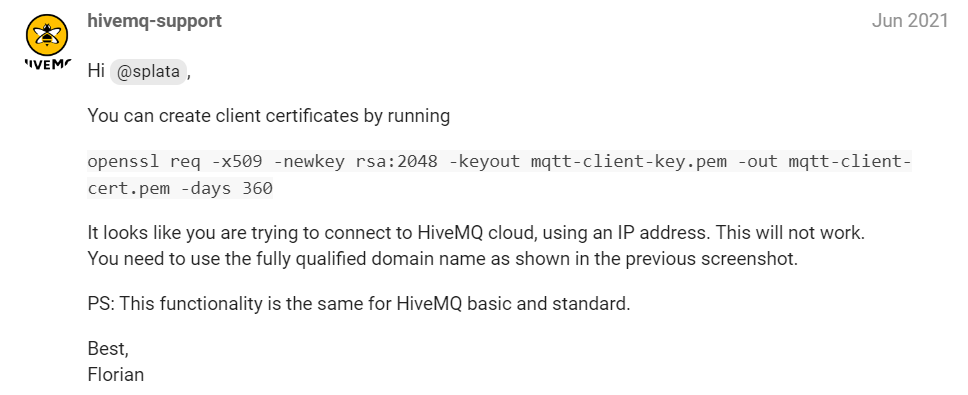 hivemq-support
Jun 2021
HIVEMQ
Hi @splata,
You can create client certificates by running
openssl req -x509 -newkey rsa:2048 -keyout mqtt-client-key.pem -out mqtt-client-
cert.pem -days 360
It looks like you are trying to connect to HiveMQ cloud, using an IP address. This will not work.
You need to use the fully qualified domain name as shown in the previous screenshot.
PS: This functionality is the same for HiveMQ basic and standard.
Best,
Florian